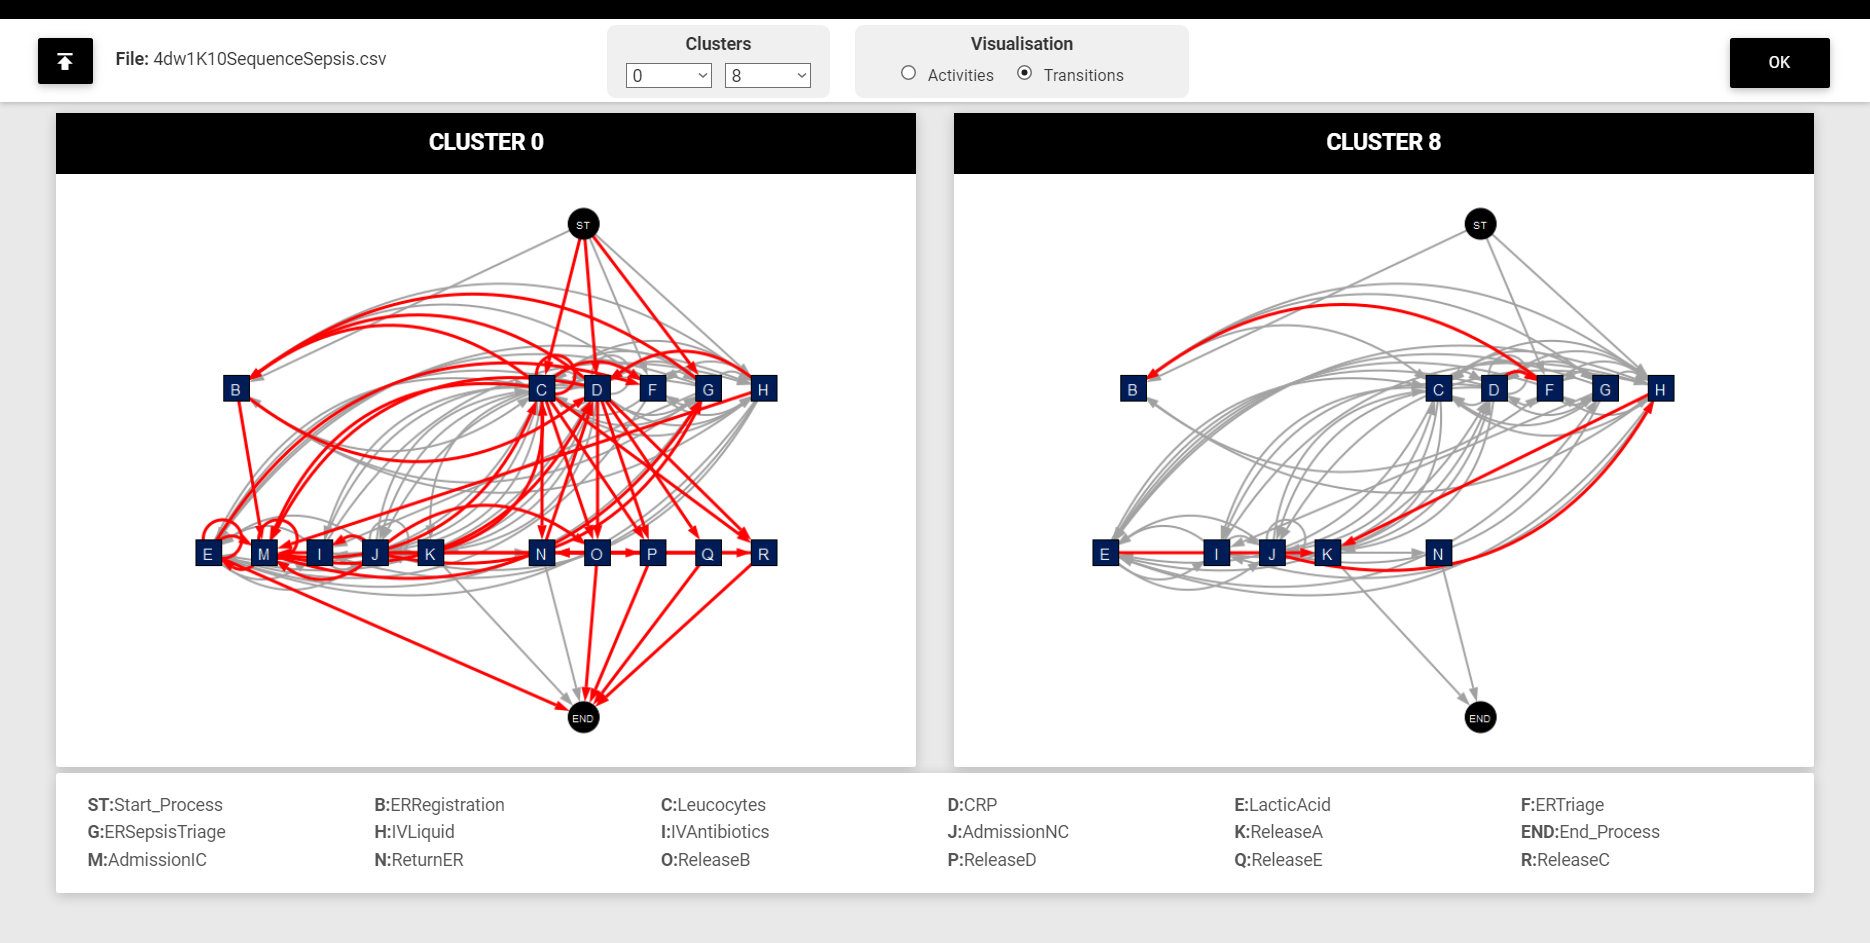 File: 4dw1K10SequenceSepsis.csv
Clusters
0 8
Visualisation
Activities Transitions
OK
CLUSTER 0
ST
B C D F G H
E M I J K N O P Q R
END
CLUSTER 8
ST
B C D F G H
E I J K N
END
ST:Start_Process B:ERRegistration C:Leucocytes D:CRP E:LacticAcid F:ERTriage
G:ERSepsisTriage H:IVLiquid I:IVAntibiotics J:AdmissionNC K:ReleaseA END:End_Process
M:AdmissionIC N:ReturnER O:ReleaseB P:ReleaseD Q:ReleaseE R:ReleaseC